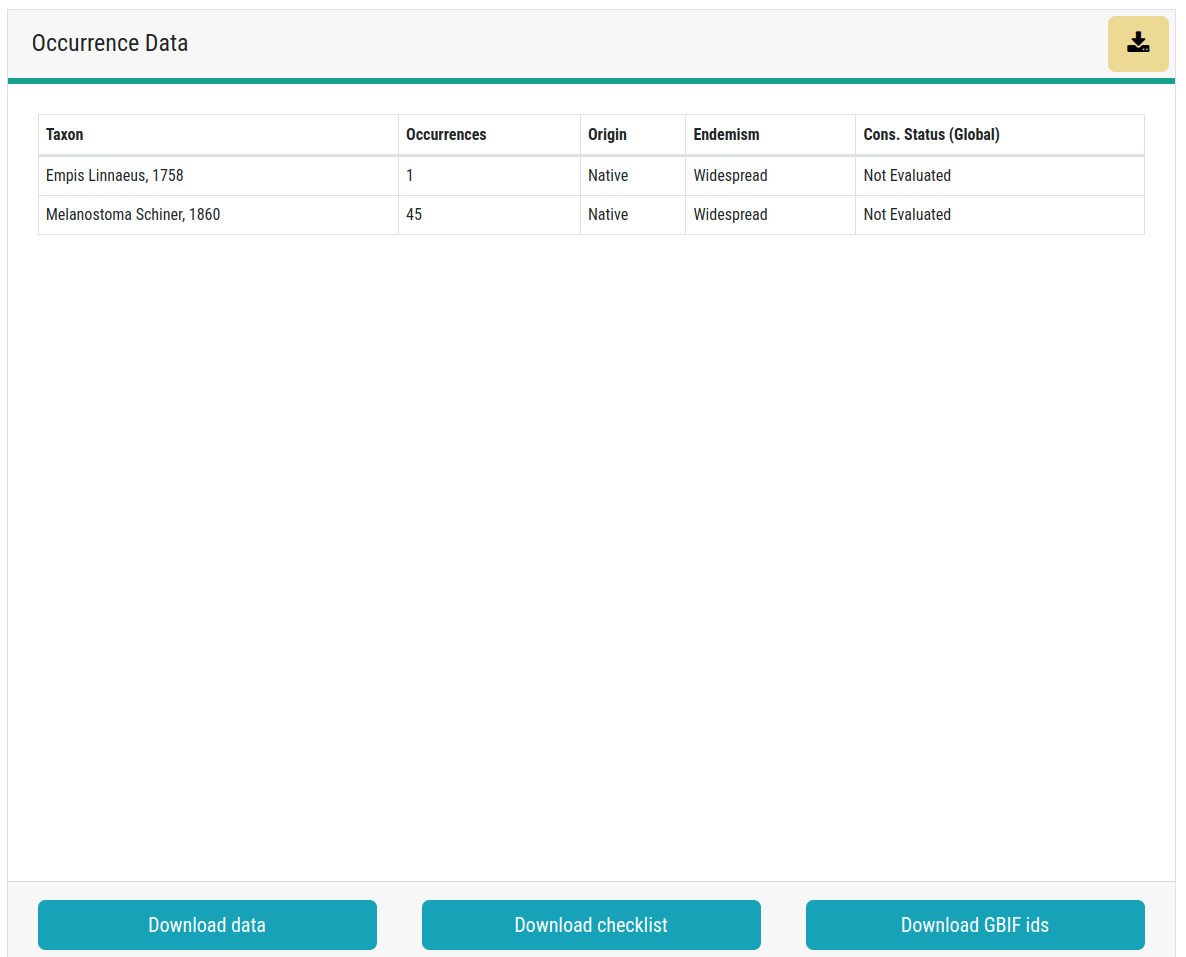 Occurrence Data
Taxon Occurrences Origin Endemism Cons. Status (Global)
Empis Linnaeus, 1758 1 Native Widespread Not Evaluated
Melanostoma Schiner, 1860 45 Native Widespread Not Evaluated
Download data Download checklist Download GBIF ids